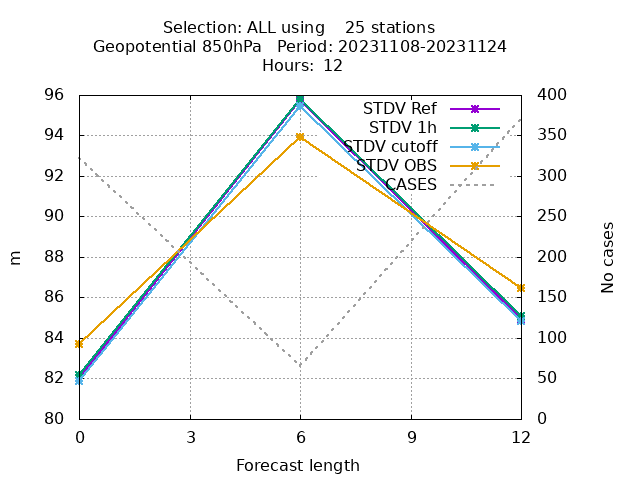 Selection: ALL using    25 stations
Geopotential 850hPa   Period: 20231108-20231124
Hours: 12
96
94
92
90
88
86
84
82
80
400
350
300
250
200
150
100
50
0
STDV Ref
STDV 1h
STDV cutoff
STDV OBS
CASES
m
No cases
0
3
6
9
12
Forecast length